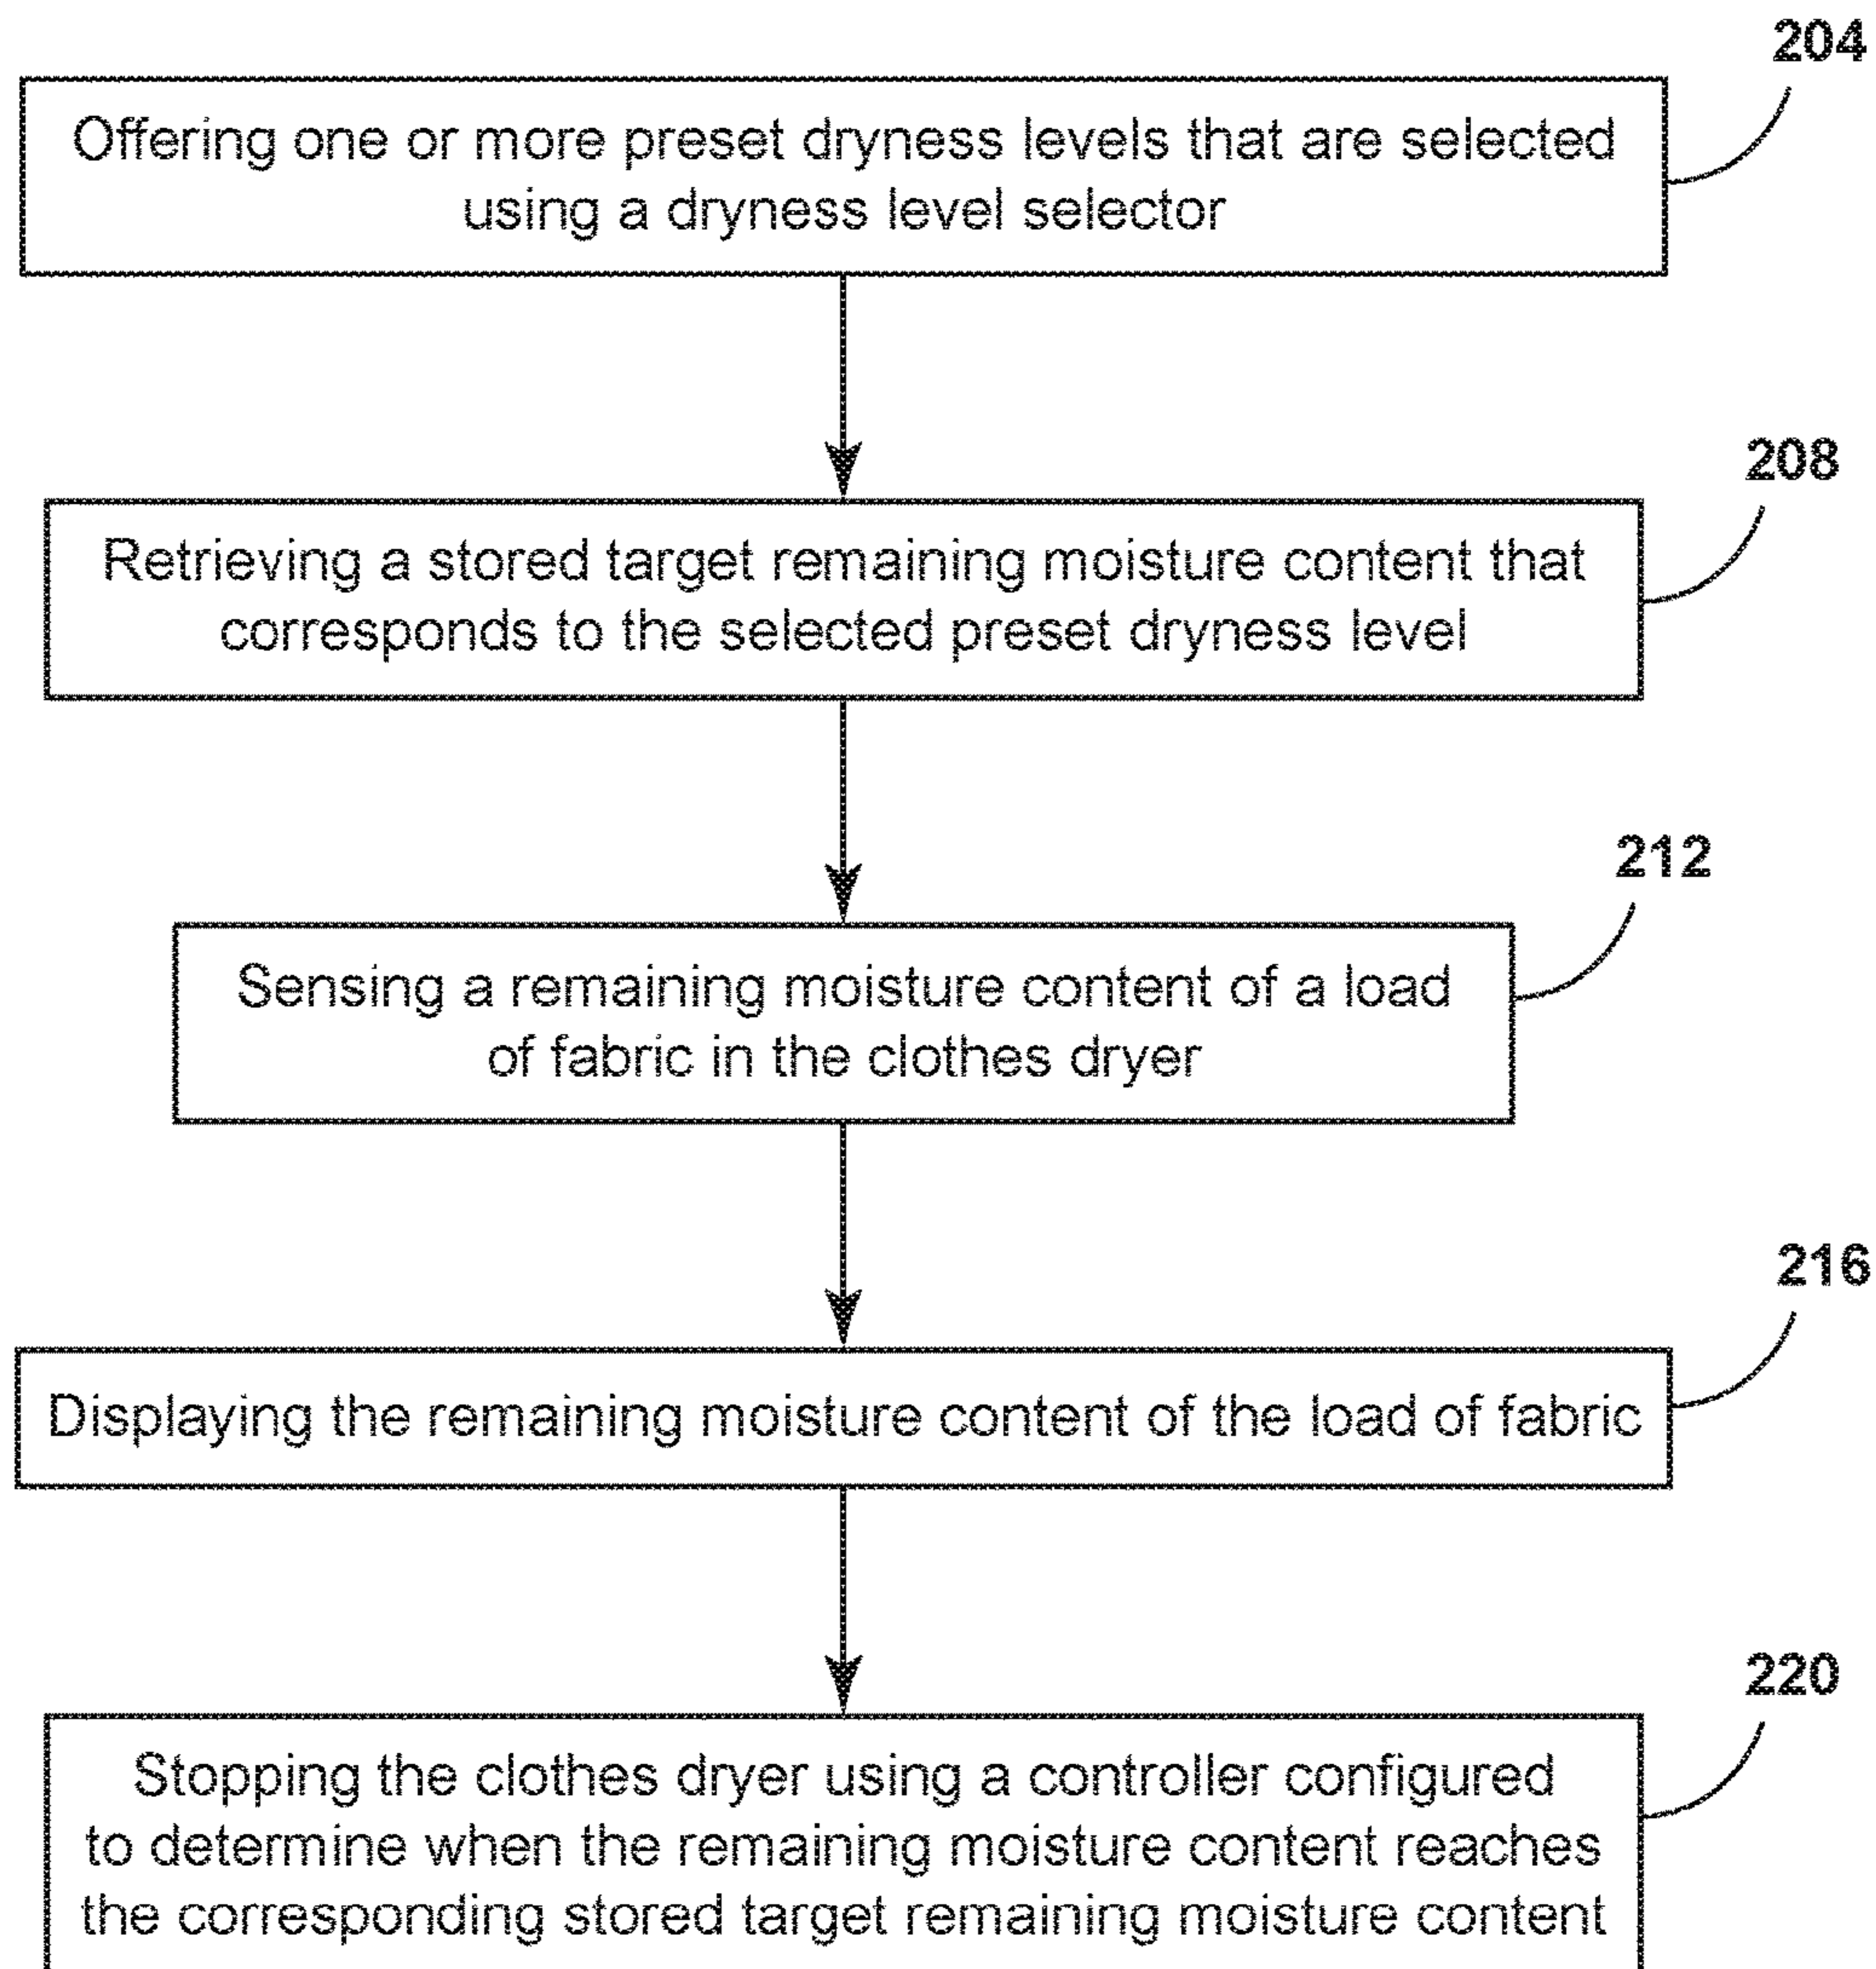 204
Offering one or more preset dryness levels that are selected
using a dryness level selector
208
Retrieving a stored target remaining moisture content that
corresponds to the selected preset dryness level
212
Sensing a remaining moisture content of a load
of fabric in the clothes dryer
216
Displaying the remaining moisture content of the load of fabric
220
Stopping the clothes dryer using a controller configured
to determine when the remaining moisture content reaches
the corresponding stored target remaining moisture content